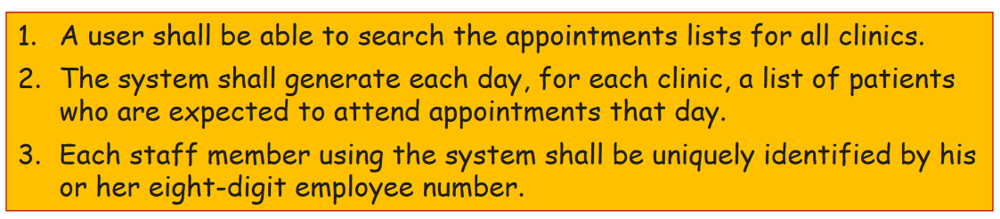 1. A user shall be able to search the appointments lists for all clinics.
2. The system shall generate each day, for each clinic, a list of patients
who are expected to attend appointments that day.
3. Each staff member using the system shall be uniquely identified by his
or her eight-digit employee number.